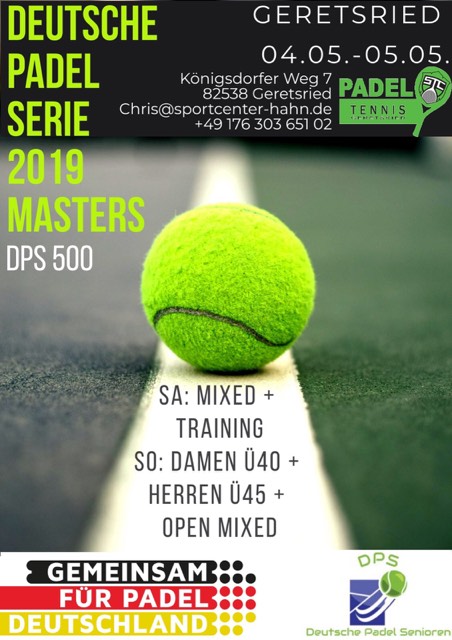 DEUTSCHE
PADEL
SERIE
2019
MASTERS
DPS 500
GERETSRIED
04.05.-05.05.
Königsdorfer Weg 7
82538 Geretsried
Chris@sportcenter-hahn.de
+49 176 303 651 02
PADEL
TENNIS
GERETSRIED
STC
SA: MIXED +
TRAINING
SO: DAMEN Ü40 +
HERREN Ü45 +
OPEN MIXED
GEMEINSAM
FÜR PADEL
DEUTSCHLAND
DPS
Deutsche Padel Senioren